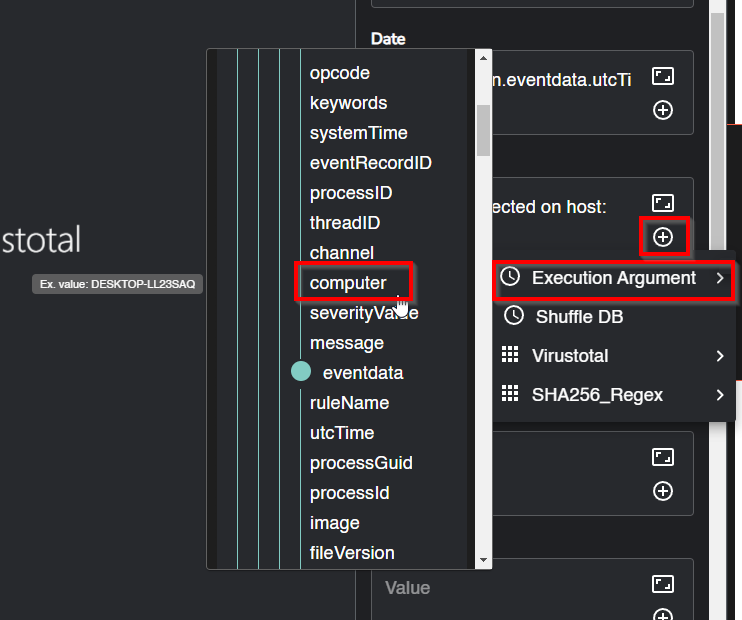 Date
opcode
keywords
n.eventdata.utcTi
systemTime
eventRecordID
processID
ected on host:
threadID
stotal
channel
Execution Argument
computer
Ex. value: DESKTOP-LL23SAQ
severityValue
Shuffle DB
message
Virustotal
eventdata
SHA256_Regex
ruleName
utcTime
processGuid
processId
image
fileVersion
Value